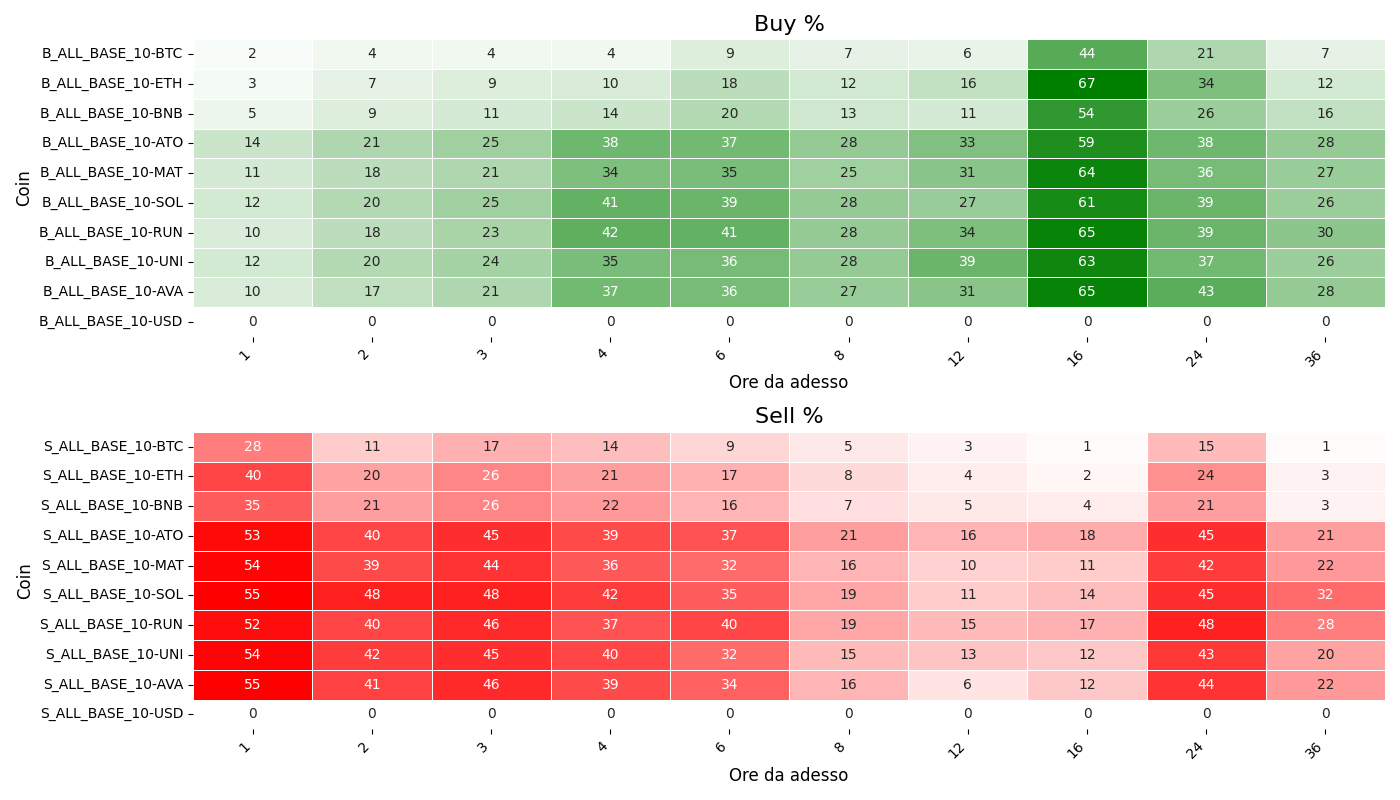 Buy %
Coin
B_ALL_BASE_10-BTC 2 4 4 4 9 7 6 44 21 7
B_ALL_BASE_10-ETH 3 7 9 10 18 12 16 67 34 12
B_ALL_BASE_10-BNB 5 9 11 14 20 13 11 54 26 16
B_ALL_BASE_10-ATO 14 21 25 38 37 28 33 59 38 28
B_ALL_BASE_10-MAT 11 18 21 34 35 25 31 64 36 27
B_ALL_BASE_10-SOL 12 20 25 41 39 28 27 61 39 26
B_ALL_BASE_10-RUN 10 18 23 42 41 28 34 65 39 30
B_ALL_BASE_10-UNI 12 20 24 35 36 28 39 63 37 26
B_ALL_BASE_10-AVA 10 17 21 37 36 27 31 65 43 28
B_ALL_BASE_10-USD 0 0 0 0 0 0 0 0 0 0
1 2 3 4 6 8 12 16 24 36
Ore da adesso
Sell %
Coin
S_ALL_BASE_10-BTC 28 11 17 14 9 5 3 1 15 1
S_ALL_BASE_10-ETH 40 20 26 21 17 8 4 2 24 3
S_ALL_BASE_10-BNB 35 21 26 22 16 7 5 4 21 3
S_ALL_BASE_10-ATO 53 40 45 39 37 21 16 18 45 21
S_ALL_BASE_10-MAT 54 39 44 36 32 16 10 11 42 22
S_ALL_BASE_10-SOL 55 48 48 42 35 19 11 14 45 32
S_ALL_BASE_10-RUN 52 40 46 37 40 19 15 17 48 28
S_ALL_BASE_10-UNI 54 42 45 40 32 15 13 12 43 20
S_ALL_BASE_10-AVA 55 41 46 39 34 16 6 12 44 22
S_ALL_BASE_10-USD 0 0 0 0 0 0 0 0 0 0
1 2 3 4 6 8 12 16 24 36
Ore da adesso